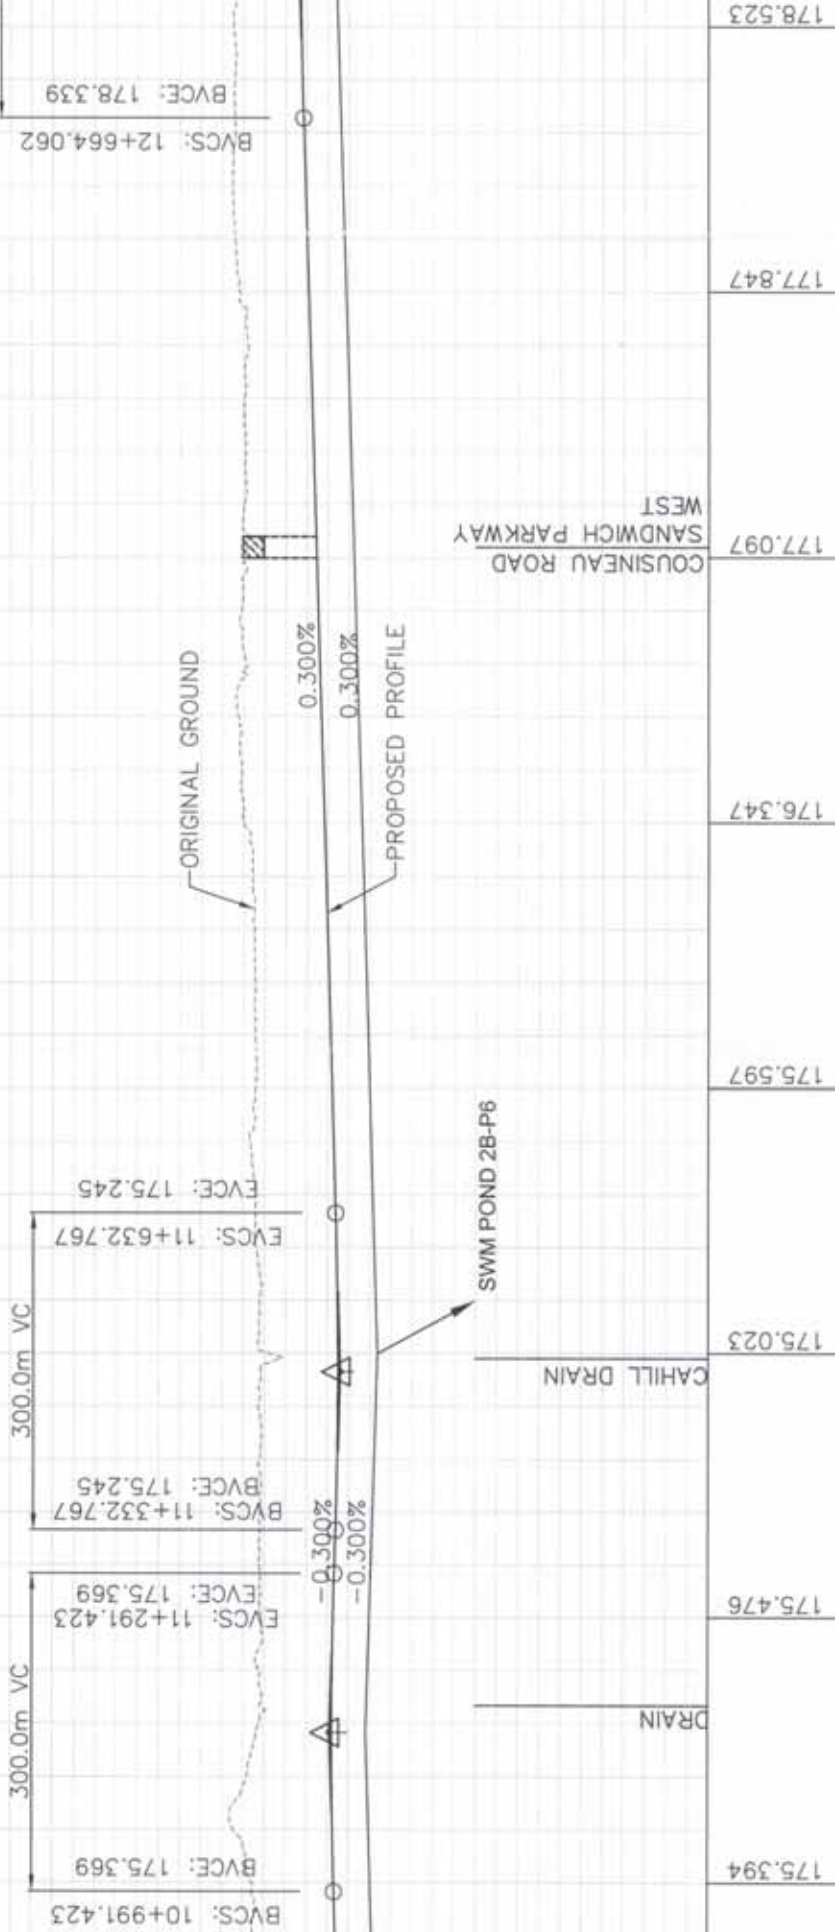 178.523
BVCE: 178.339
BVCS: 12+664.062
177.847
COUSINEAU ROAD
SANDWICH PARKWAY
WEST
177.097
0.300%
0.300%
ORIGINAL GROUND
PROPOSED PROFILE
176.347
175.597
SWM POND 2B-P6
EVCE: 175.245
EVCS: 11+632.767
300.0m VC
175.023
CAHILL DRAIN
BVCE: 175.245
BVCS: 11+332.767
-0.300%
-0.300%
EVCE: 175.369
EVCS: 11+291.423
175.476
300.0m VC
DRAIN
BVCE: 175.369
BVCS: 10+991.423
175.394